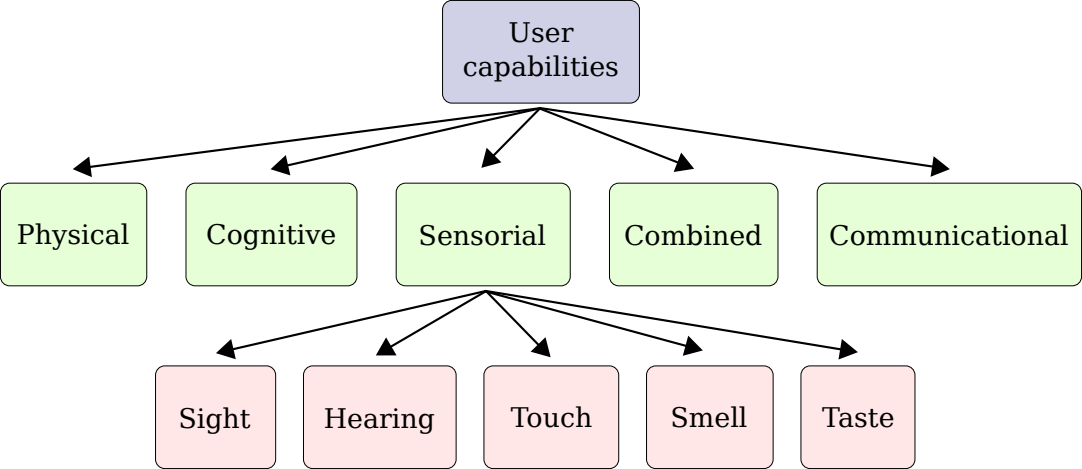 User
capabilities
Physical
Cognitive
Sensorial
Combined
Communicational
Sight
Hearing
Touch
Smell
Taste